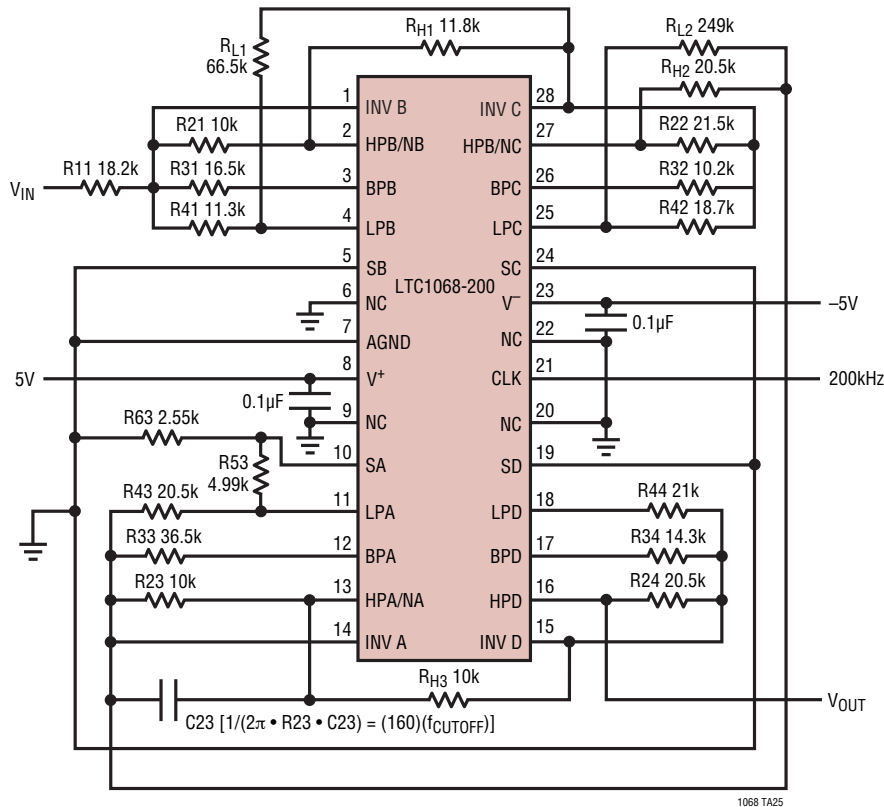 RL1
66.5k
RH1 11.8k
RL2 249k
RH2 20.5k
1 INV B
INV C 28
R21 10k
2 HPB/NB
HPB/NC 27
R22 21.5k
R11 18.2k
VIN
R31 16.5k
3 BPB
BPC 26
R32 10.2k
R41 11.3k
4 LPB
LPC 25
R42 18.7k
5 SB
SC 24
LTC1068-200
6 NC
V– 23
–5V
0.1µF
7 AGND
NC 22
5V
8 V+
CLK 21
200kHz
0.1µF
9 NC
NC 20
R63 2.55k
10 SA
SD 19
R53
4.99k
R43 20.5k
11 LPA
LPD 18
R44 21k
R33 36.5k
12 BPA
BPD 17
R34 14.3k
R23 10k
13 HPA/NA
HPD 16
R24 20.5k
14 INV A
INV D 15
RH3 10k
VOUT
C23 [1/(2π • R23 • C23) = (160)(fCUTOFF)]
1068 TA25